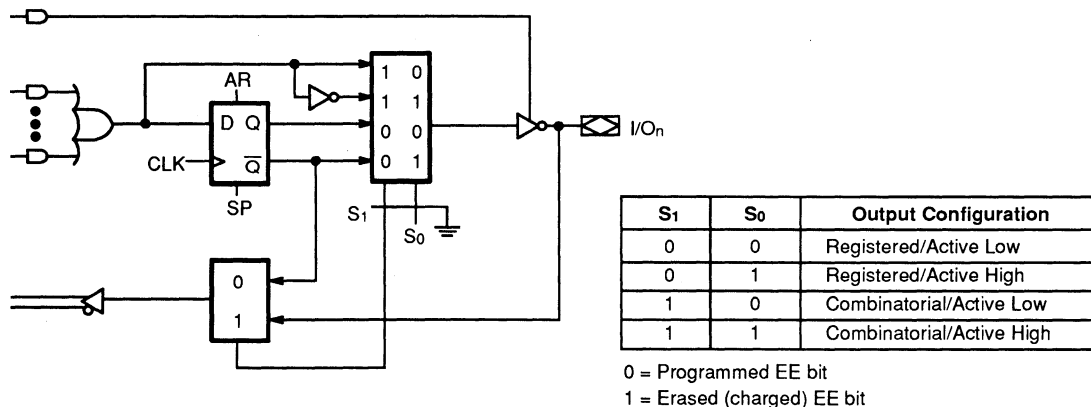 AR
1 0
1 1
0 0
0 1
D Q
CLK
Q̅
SP
I/On
S1
S0
0
1
S1 S0 Output Configuration
0 0 Registered/Active Low
0 1 Registered/Active High
1 0 Combinatorial/Active Low
1 1 Combinatorial/Active High
0 = Programmed EE bit
1 = Erased (charged) EE bit